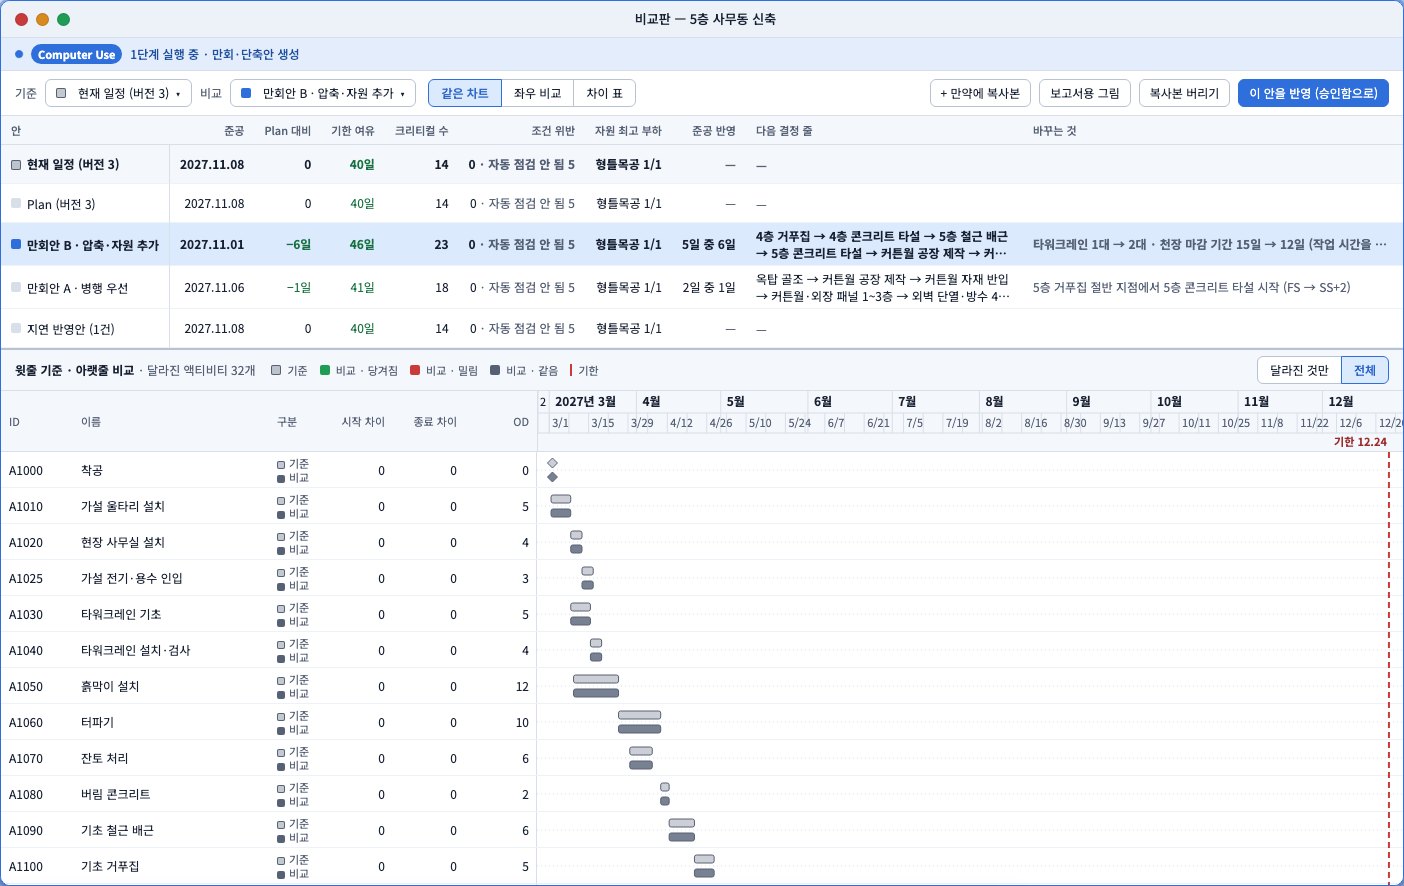 비교판 — 5층 사무동 신축
Computer Use 1단계 실행 중 · 만회·단축안 생성
기준 현재 일정 (버전 3) 비교 만회안 B · 압축·자원 추가 같은 차트 좌우 비교 차이 표 + 만약에 복사본 보고서용 그림 복사본 버리기 이 안을 반영 (승인함으로)
안 준공 Plan 대비 기한 여유 크리티컬 수 조건 위반 자원 최고 부하 준공 반영 다음 결정 줄 바꾸는 것
현재 일정 (버전 3) 2027.11.08 0 40일 14 0 · 자동 점검 안 됨 5 형틀목공 1/1 — —
Plan (버전 3) 2027.11.08 0 40일 14 0 · 자동 점검 안 됨 5 형틀목공 1/1 — —
만회안 B · 압축·자원 추가 2027.11.01 −6일 46일 23 0 · 자동 점검 안 됨 5 형틀목공 1/1 5일 중 6일 4층 거푸집 → 4층 콘크리트 타설 → 5층 철근 배근 → 5층 콘크리트 타설 → 커튼월 공장 제작 → 커… 타워크레인 1대 → 2대 · 천장 마감 기간 15일 → 12일 (작업 시간을 …
만회안 A · 병행 우선 2027.11.06 −1일 41일 18 0 · 자동 점검 안 됨 5 형틀목공 1/1 2일 중 1일 옥탑 골조 → 커튼월 공장 제작 → 커튼월 자재 반입 → 커튼월·외장 패널 1~3층 → 외벽 단열·방수 4… 5층 거푸집 절반 지점에서 5층 콘크리트 타설 시작 (FS → SS+2)
지연 반영안 (1건) 2027.11.08 0 40일 14 0 · 자동 점검 안 됨 5 형틀목공 1/1 — —
윗줄 기준 · 아랫줄 비교 · 달라진 액티비티 32개 기준 비교 · 당겨짐 비교 · 밀림 비교 · 같음 기한 달라진 것만 전체
ID 이름 구분 시작 차이 종료 차이 OD
2 2027년 3월 4월 5월 6월 7월 8월 9월 10월 11월 12월
3/1 3/15 3/29 4/12 4/26 5/10 5/24 6/7 6/21 7/5 7/19 8/2 8/16 8/30 9/13 9/27 10/11 10/25 11/8 11/22 12/6 12/20
기한 12.24
A1000 착공 기준 비교 0 0 0
A1010 가설 울타리 설치 기준 비교 0 0 5
A1020 현장 사무실 설치 기준 비교 0 0 4
A1025 가설 전기·용수 인입 기준 비교 0 0 3
A1030 타워크레인 기초 기준 비교 0 0 5
A1040 타워크레인 설치·검사 기준 비교 0 0 4
A1050 흙막이 설치 기준 비교 0 0 12
A1060 터파기 기준 비교 0 0 10
A1070 잔토 처리 기준 비교 0 0 6
A1080 버림 콘크리트 기준 비교 0 0 2
A1090 기초 철근 배근 기준 비교 0 0 6
A1100 기초 거푸집 기준 비교 0 0 5